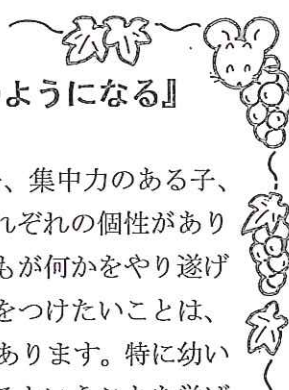 ようになる』
、集中力のある子、
れぞれの個性があり
もが何かをやり遂げ
をつけたいことは、
あります。特に幼い